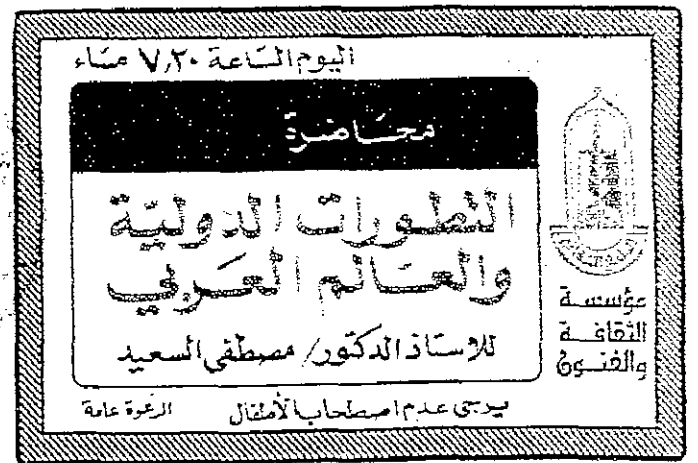 اليوم الساعة ٧,٣٠ مساء
محاضرة
التطورات الدولية
والعالم العربي
للاستاذ الدكتور/ مصطفى السعيد
يرجى عدم اصطحاب الأطفال
الدعوة عامة
مؤسسة
الثقافة
والفنون